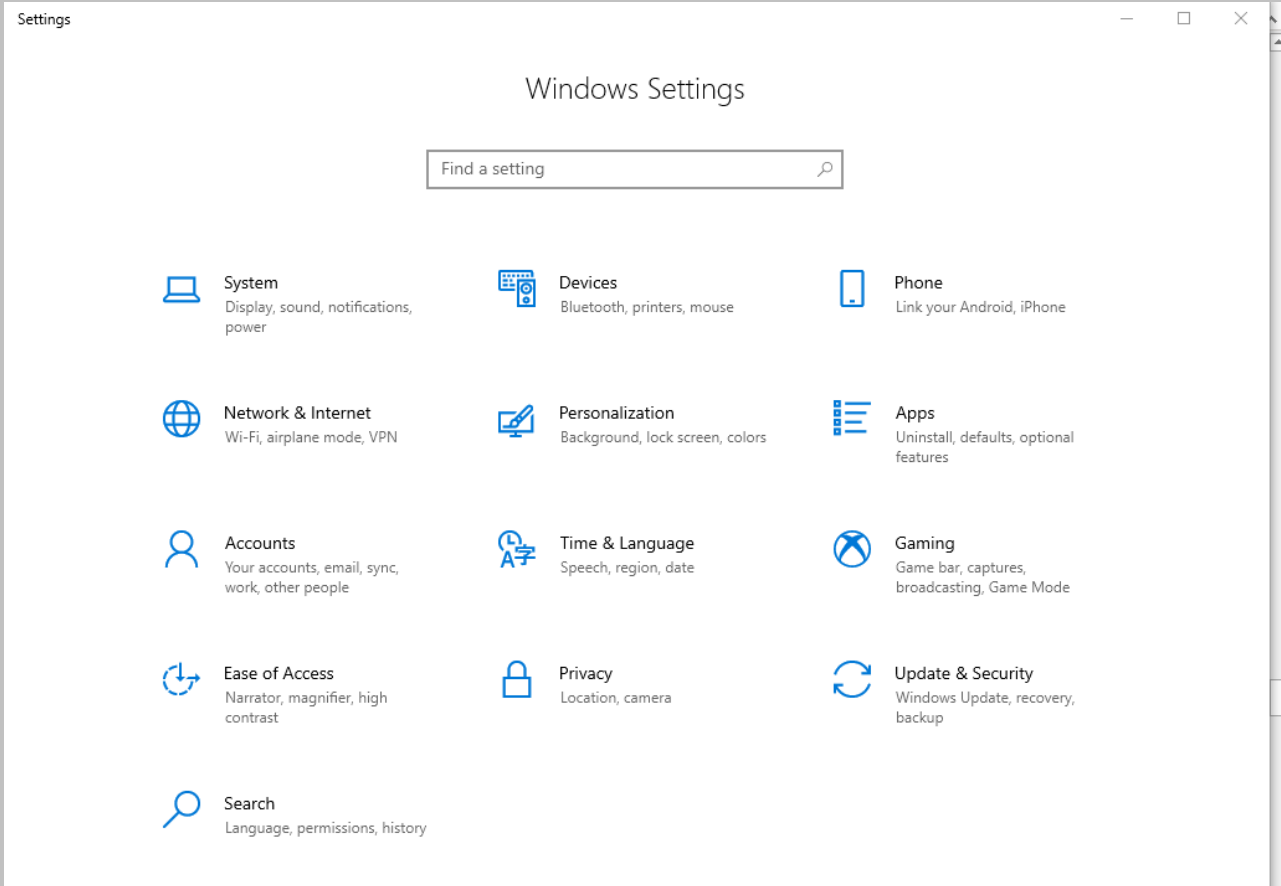 Settings
Windows Settings
Find a setting
System
Display, sound, notifications,
power
Devices
Bluetooth, printers, mouse
Phone
Link your Android, iPhone
Network & Internet
Wi-Fi, airplane mode, VPN
Personalization
Background, lock screen, colors
Apps
Uninstall, defaults, optional
features
Accounts
Your accounts, email, sync,
work, other people
Time & Language
Speech, region, date
Gaming
Game bar, captures,
broadcasting, Game Mode
Ease of Access
Narrator, magnifier, high
contrast
Privacy
Location, camera
Update & Security
Windows Update, recovery,
backup
Search
Language, permissions, history